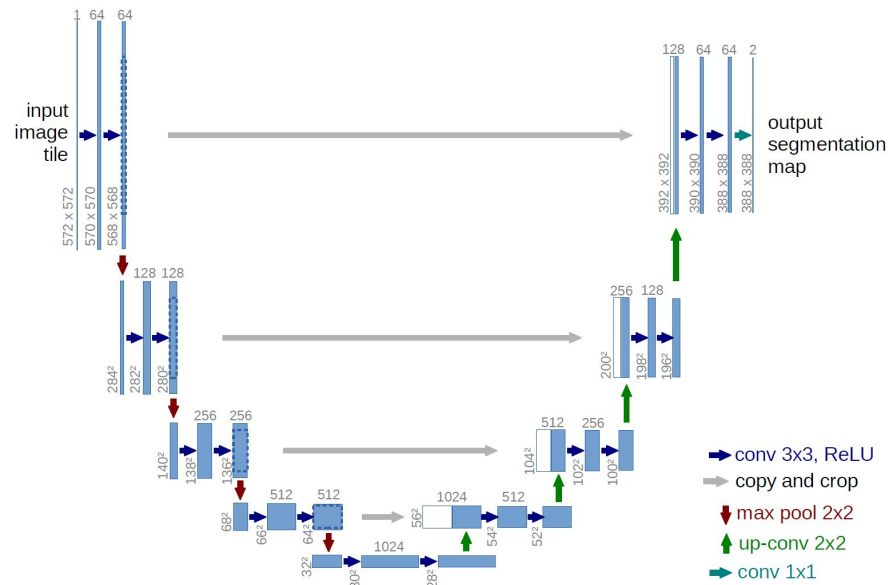 1 64 64
input
image
tile
572 x 572
570 x 570
568 x 568
128 64 64 2
output
segmentation
map
392 x 392
390 x 390
388 x 388
388 x 388
128 128
284²
282²
280²
256 128
200²
198²
196²
256 256
140²
138²
136²
512 256
104²
102²
100²
512 512
68²
66²
64²
1024 512
56²
54²
52²
1024
32²
30²
28²
conv 3x3, ReLU
copy and crop
max pool 2x2
up-conv 2x2
conv 1x1